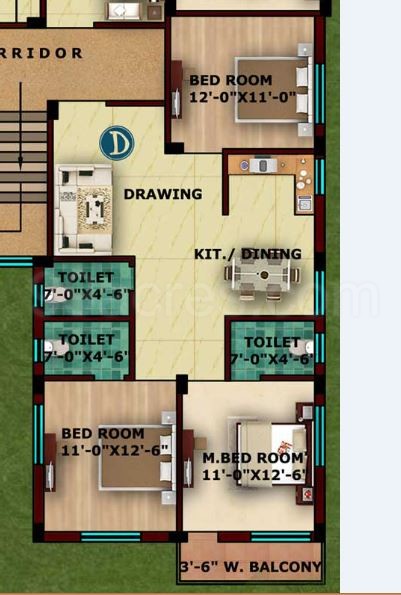 RRIDOR
BED ROOM
12'-0"X11'-0"
D
DRAWING
KIT./ DINING
TOILET
7'-0"X4'-6"
TOILET
7'-0"X4'-6'
TOILET
7'-0"X4'-6'
BED ROOM
11'-0"X12'-6"
M.BED ROOM
11'-0"X12'-6"
3'-6" W. BALCONY